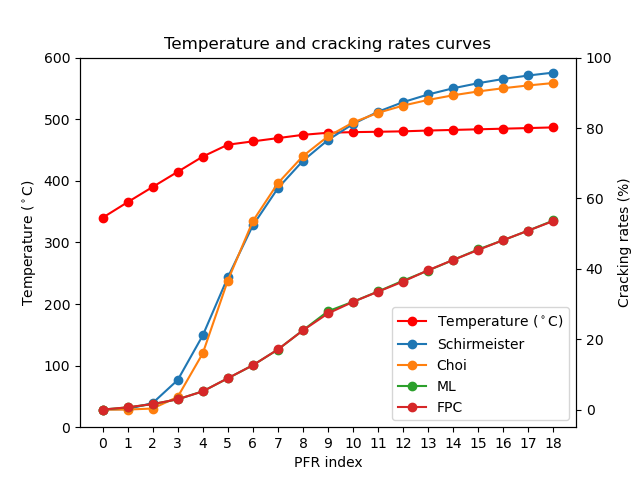 Temperature and cracking rates curves
600
500
400
300
200
100
0
Temperature (°C)
100
80
60
40
20
0
Cracking rates (%)
Temperature (°C)
Schirmeister
Choi
ML
FPC
0 1 2 3 4 5 6 7 8 9 10 11 12 13 14 15 16 17 18
PFR index